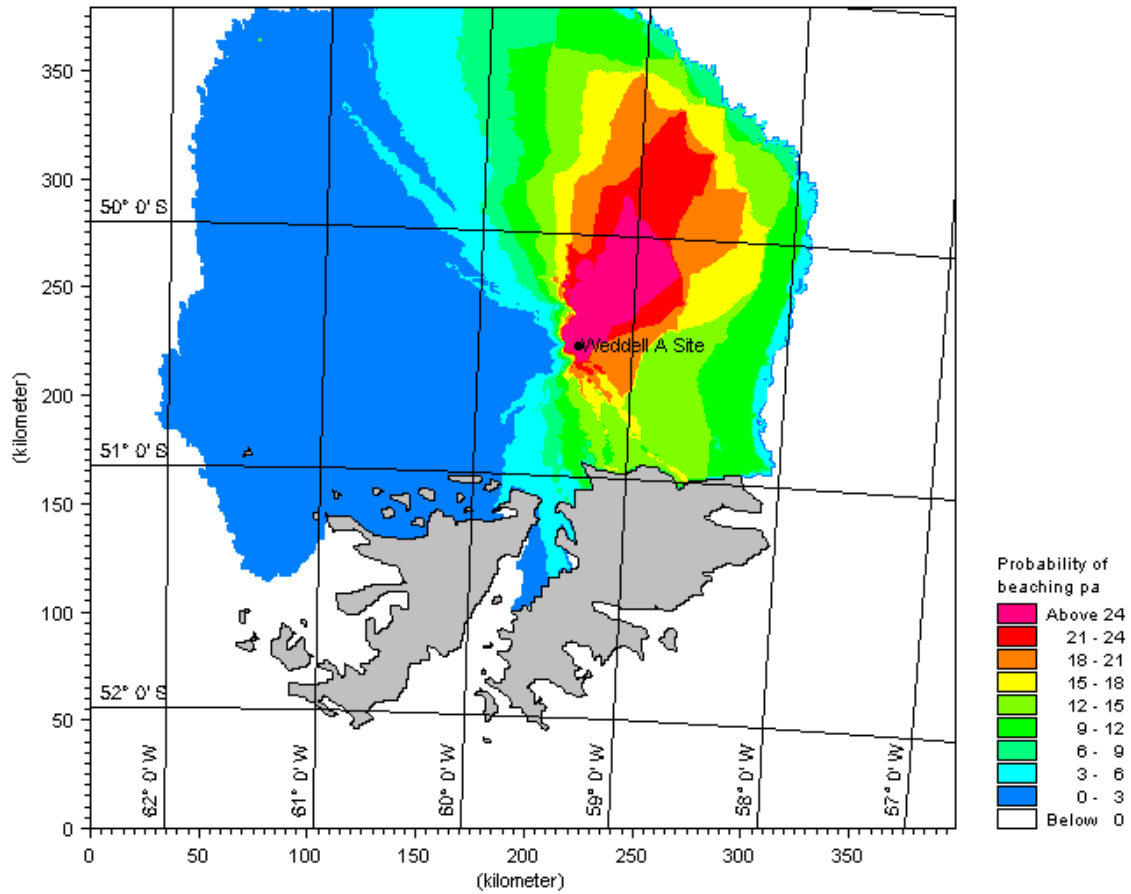 350
300
250
200
150
100
50
0
(kilometer)
50° 0' S
51° 0' S
52° 0' S
Weddell A Site
62° 0' W
61° 0' W
60° 0' W
59° 0' W
58° 0' W
57° 0' W
0
50
100
150
200
250
300
350
(kilometer)
Probability of
beaching pa
Above 24
21 - 24
18 - 21
15 - 18
12 - 15
9 - 12
6 - 9
3 - 6
0 - 3
Below 0